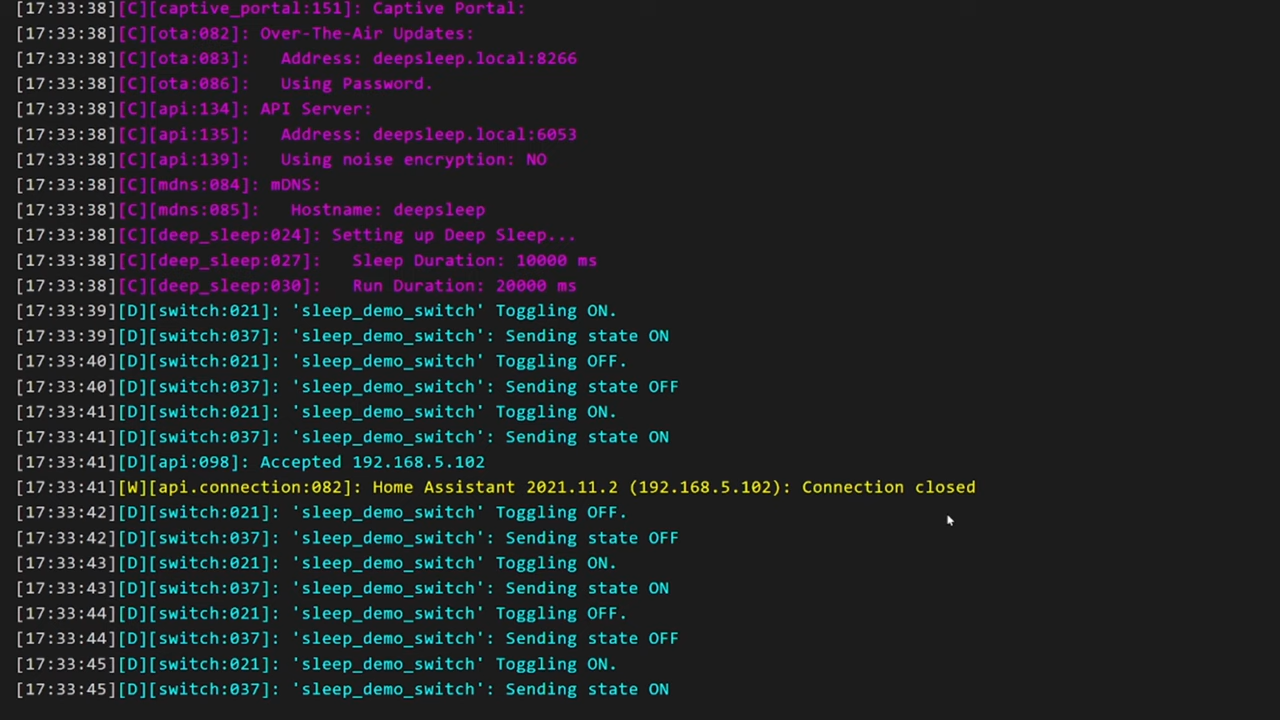 [17:33:38][C][captive_portal:151]: Captive Portal:
[17:33:38][C][ota:082]: Over-The-Air Updates:
[17:33:38][C][ota:083]:   Address: deepsleep.local:8266
[17:33:38][C][ota:086]:   Using Password.
[17:33:38][C][api:134]: API Server:
[17:33:38][C][api:135]:   Address: deepsleep.local:6053
[17:33:38][C][api:139]:   Using noise encryption: NO
[17:33:38][C][mdns:084]: mDNS:
[17:33:38][C][mdns:085]:   Hostname: deepsleep
[17:33:38][C][deep_sleep:024]: Setting up Deep Sleep...
[17:33:38][C][deep_sleep:027]:   Sleep Duration: 10000 ms
[17:33:38][C][deep_sleep:030]:   Run Duration: 20000 ms
[17:33:39][D][switch:021]: 'sleep_demo_switch' Toggling ON.
[17:33:39][D][switch:037]: 'sleep_demo_switch': Sending state ON
[17:33:40][D][switch:021]: 'sleep_demo_switch' Toggling OFF.
[17:33:40][D][switch:037]: 'sleep_demo_switch': Sending state OFF
[17:33:41][D][switch:021]: 'sleep_demo_switch' Toggling ON.
[17:33:41][D][switch:037]: 'sleep_demo_switch': Sending state ON
[17:33:41][D][api:098]: Accepted 192.168.5.102
[17:33:41][W][api.connection:082]: Home Assistant 2021.11.2 (192.168.5.102): Connection closed
[17:33:42][D][switch:021]: 'sleep_demo_switch' Toggling OFF.
[17:33:42][D][switch:037]: 'sleep_demo_switch': Sending state OFF
[17:33:43][D][switch:021]: 'sleep_demo_switch' Toggling ON.
[17:33:43][D][switch:037]: 'sleep_demo_switch': Sending state ON
[17:33:44][D][switch:021]: 'sleep_demo_switch' Toggling OFF.
[17:33:44][D][switch:037]: 'sleep_demo_switch': Sending state OFF
[17:33:45][D][switch:021]: 'sleep_demo_switch' Toggling ON.
[17:33:45][D][switch:037]: 'sleep_demo_switch': Sending state ON